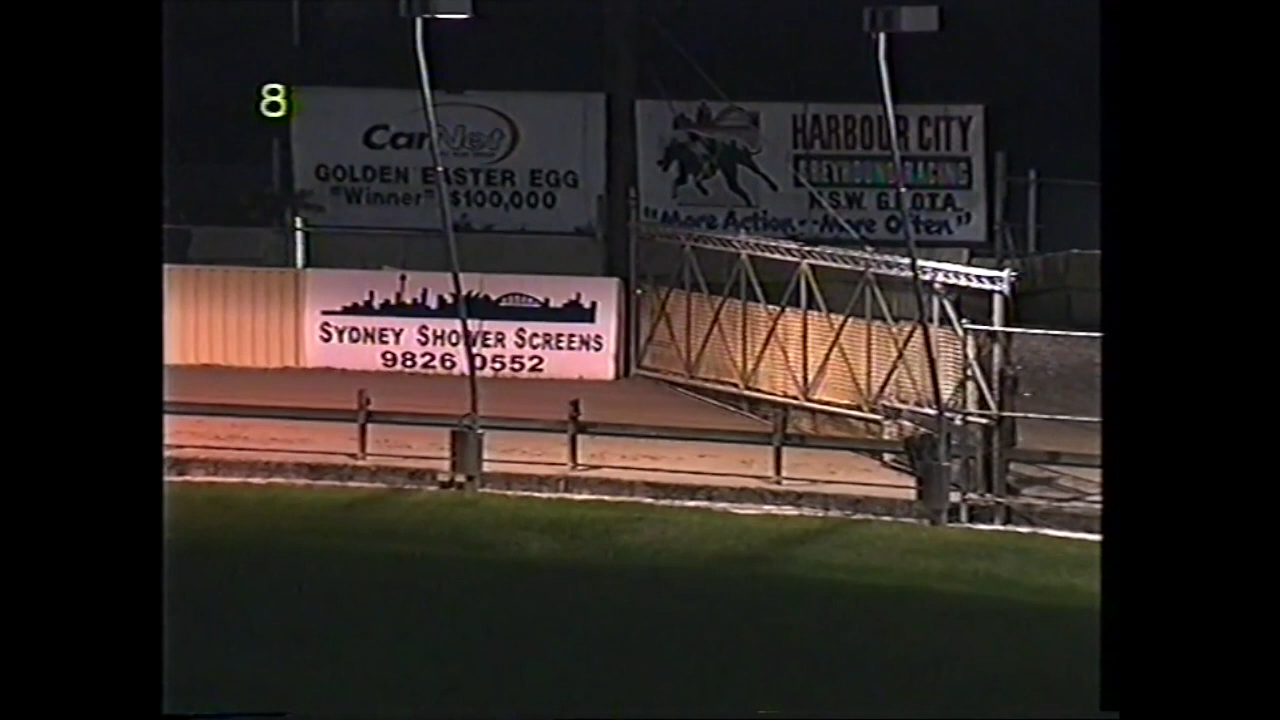 8
CarNet
GOLDEN EASTER EGG
"Winner" $100,000
HARBOUR CITY
GREYHOUND RACING
N.S.W. G.B.O.T.A.
"More Action--More Often"
SYDNEY SHOWER SCREENS
9826 0552